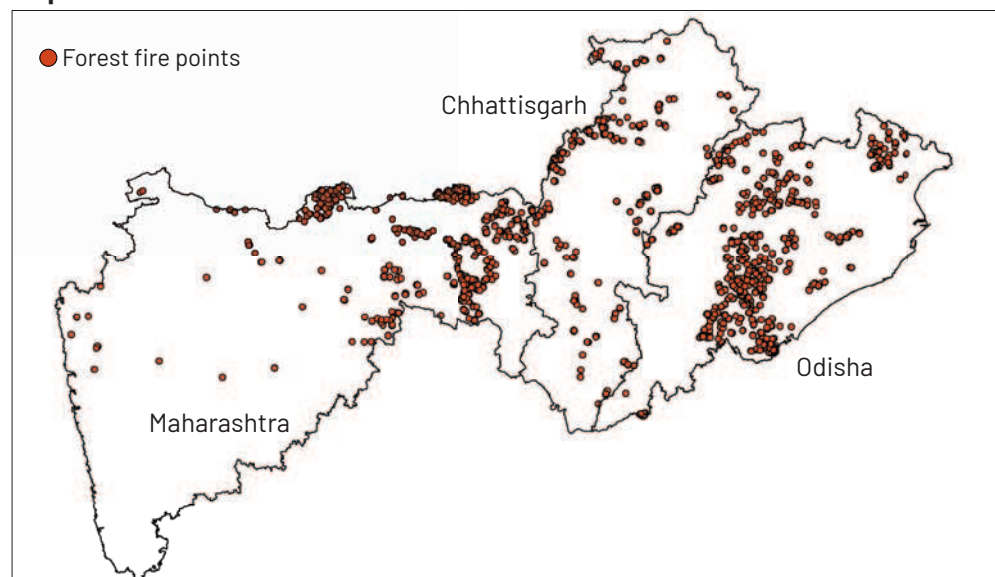 Forest fire points
Chhattisgarh
Odisha
Maharashtra